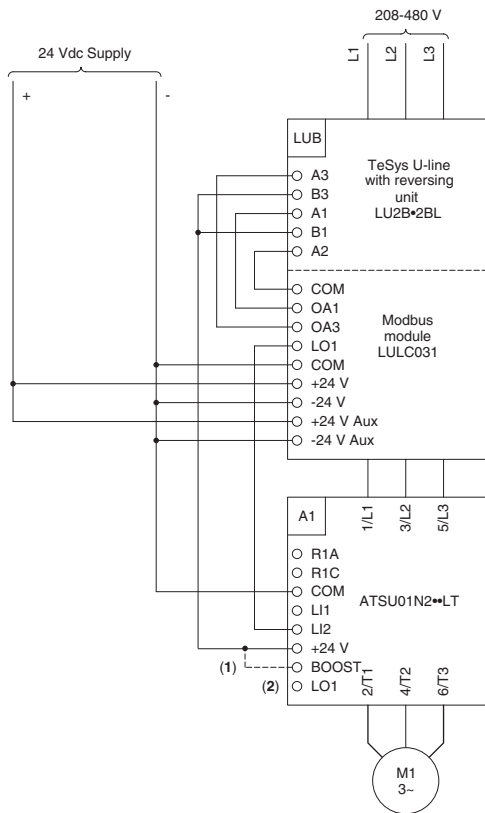 208-480 V
L1
L2
L3
24 Vdc Supply
+
-
LUB
TeSys U-line
with reversing
unit
LU2B•2BL
A3
B3
A1
B1
A2
COM
OA1
OA3
LO1
COM
+24 V
-24 V
+24 V Aux
-24 V Aux
Modbus
module
LULC031
1/L1
3/L2
5/L3
A1
R1A
R1C
COM
LI1
LI2
+24 V
BOOST
LO1
(1)
(2)
ATSU01N2••LT
2/T1
4/T2
6/T3
M1
3~